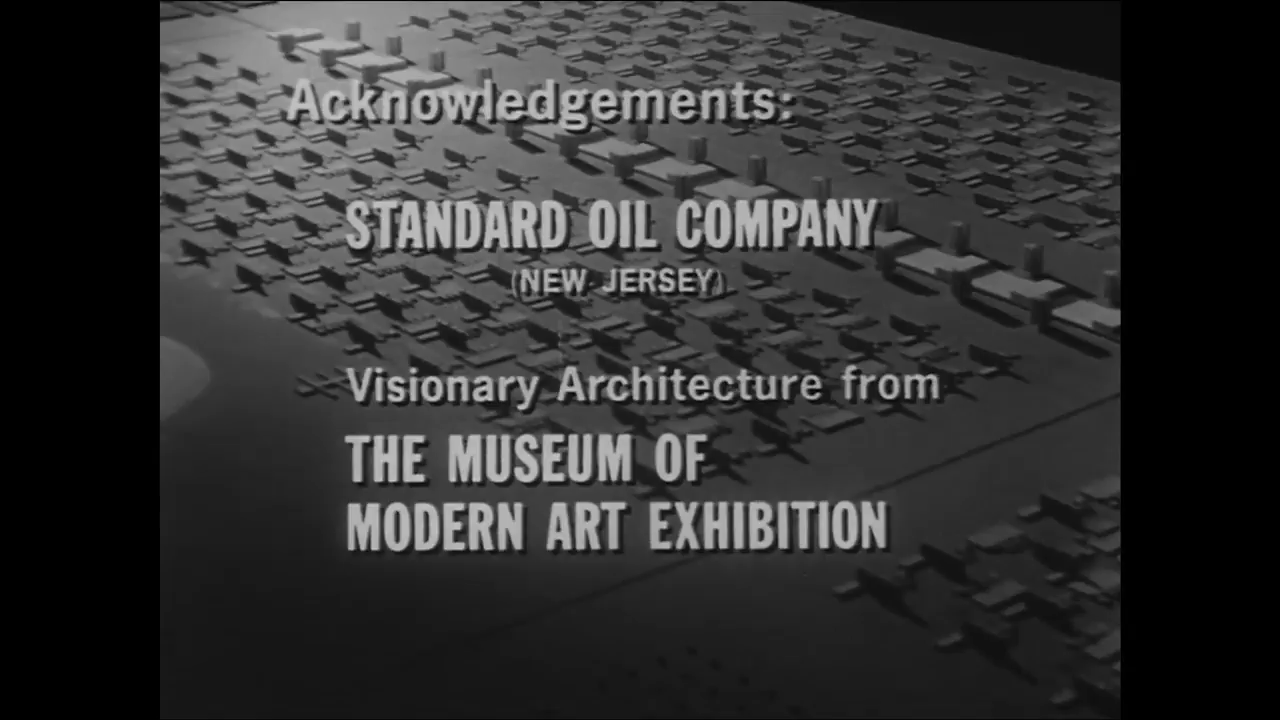 Acknowledgements:
STANDARD OIL COMPANY
(NEW JERSEY)
Visionary Architecture from
THE MUSEUM OF
MODERN ART EXHIBITION